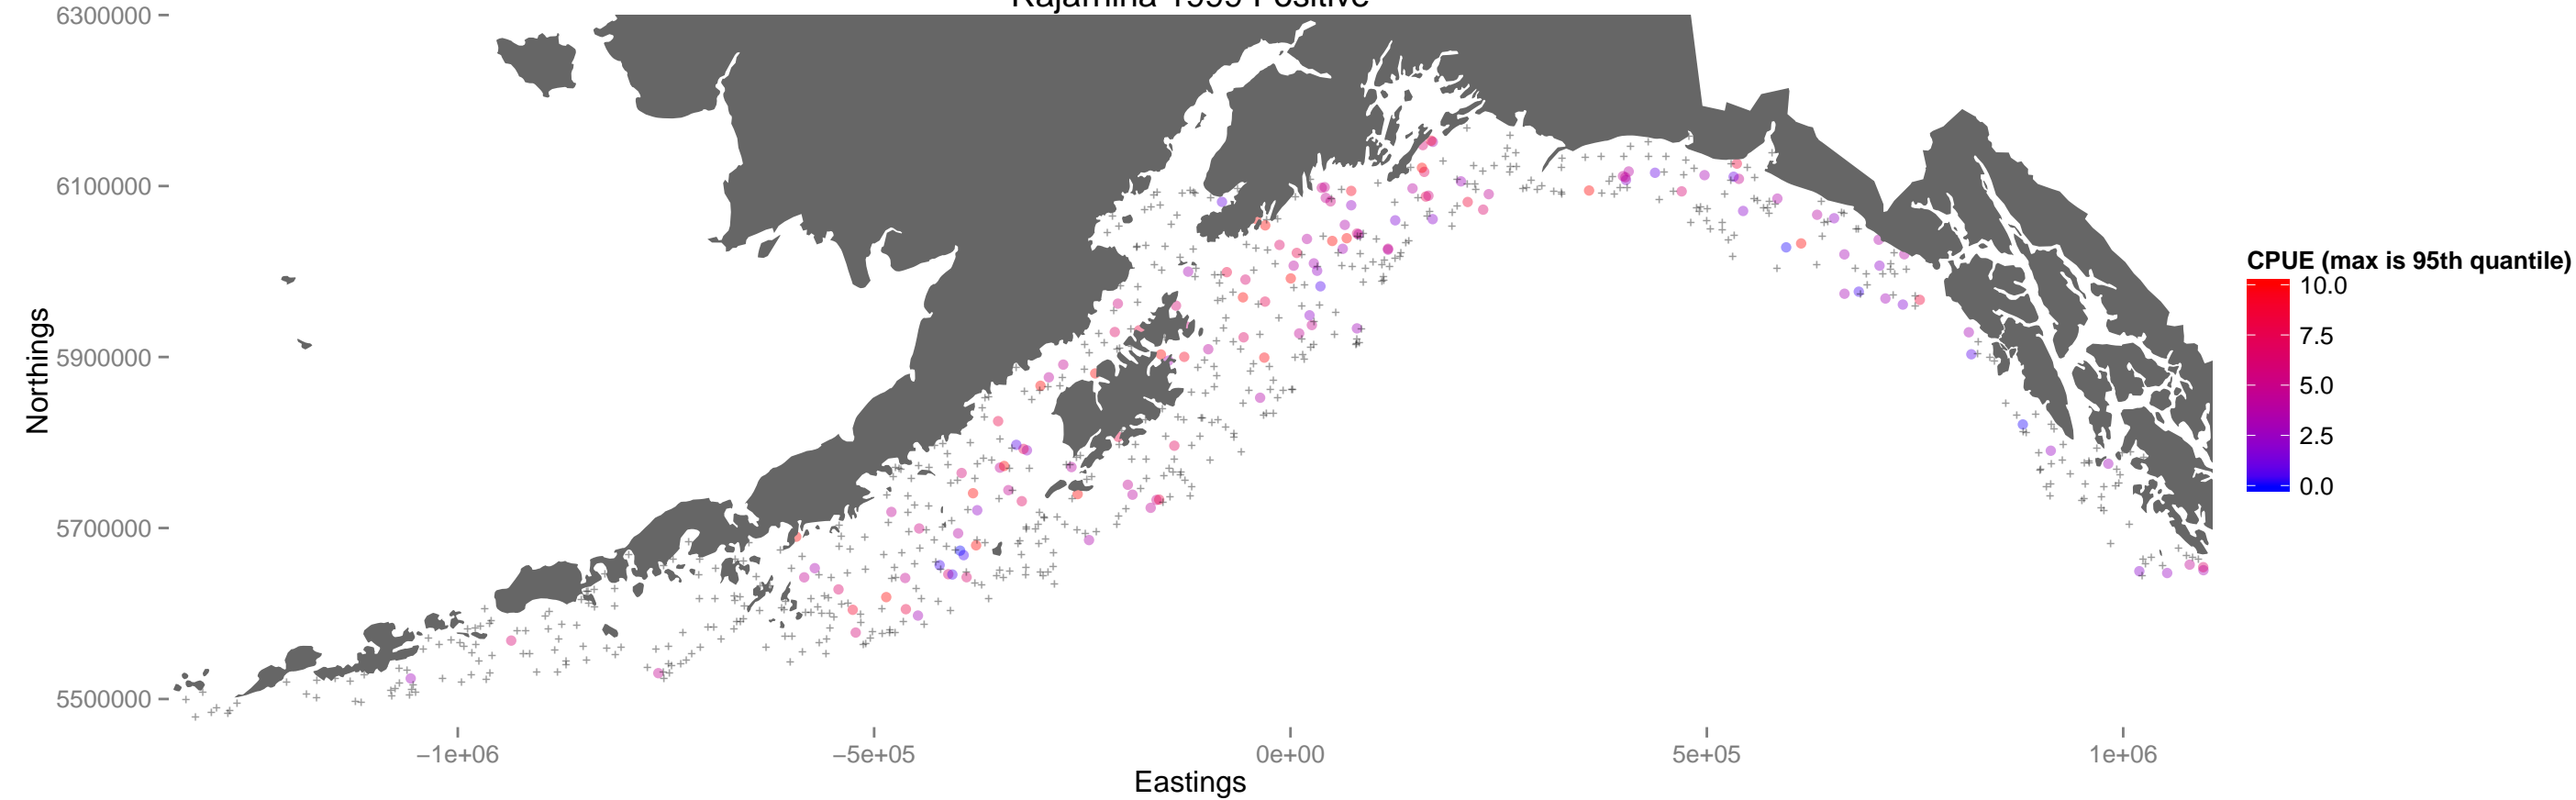 Rajarhina 1999 Positive
6300000
6100000
5900000
5700000
5500000
Northings
−1e+06
−5e+05
0e+00
5e+05
1e+06
Eastings
CPUE (max is 95th quantile)
10.0
7.5
5.0
2.5
0.0